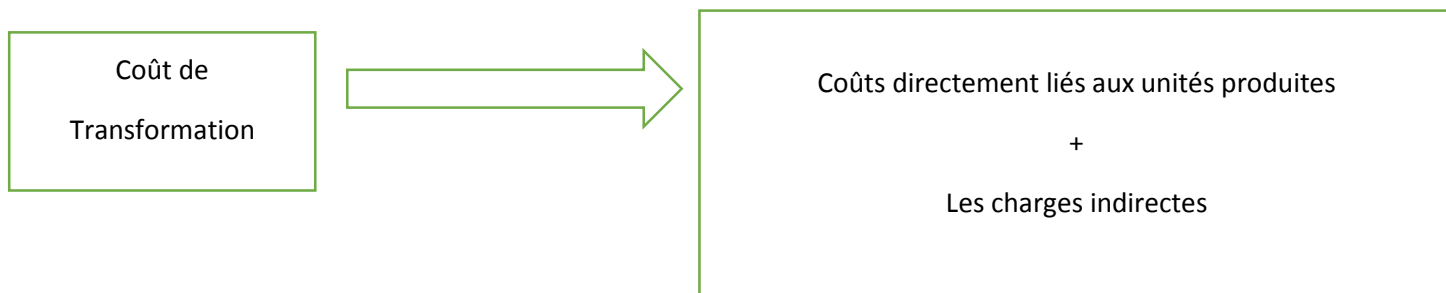 Coût de
Transformation
Coûts directement liés aux unités produites
+
Les charges indirectes